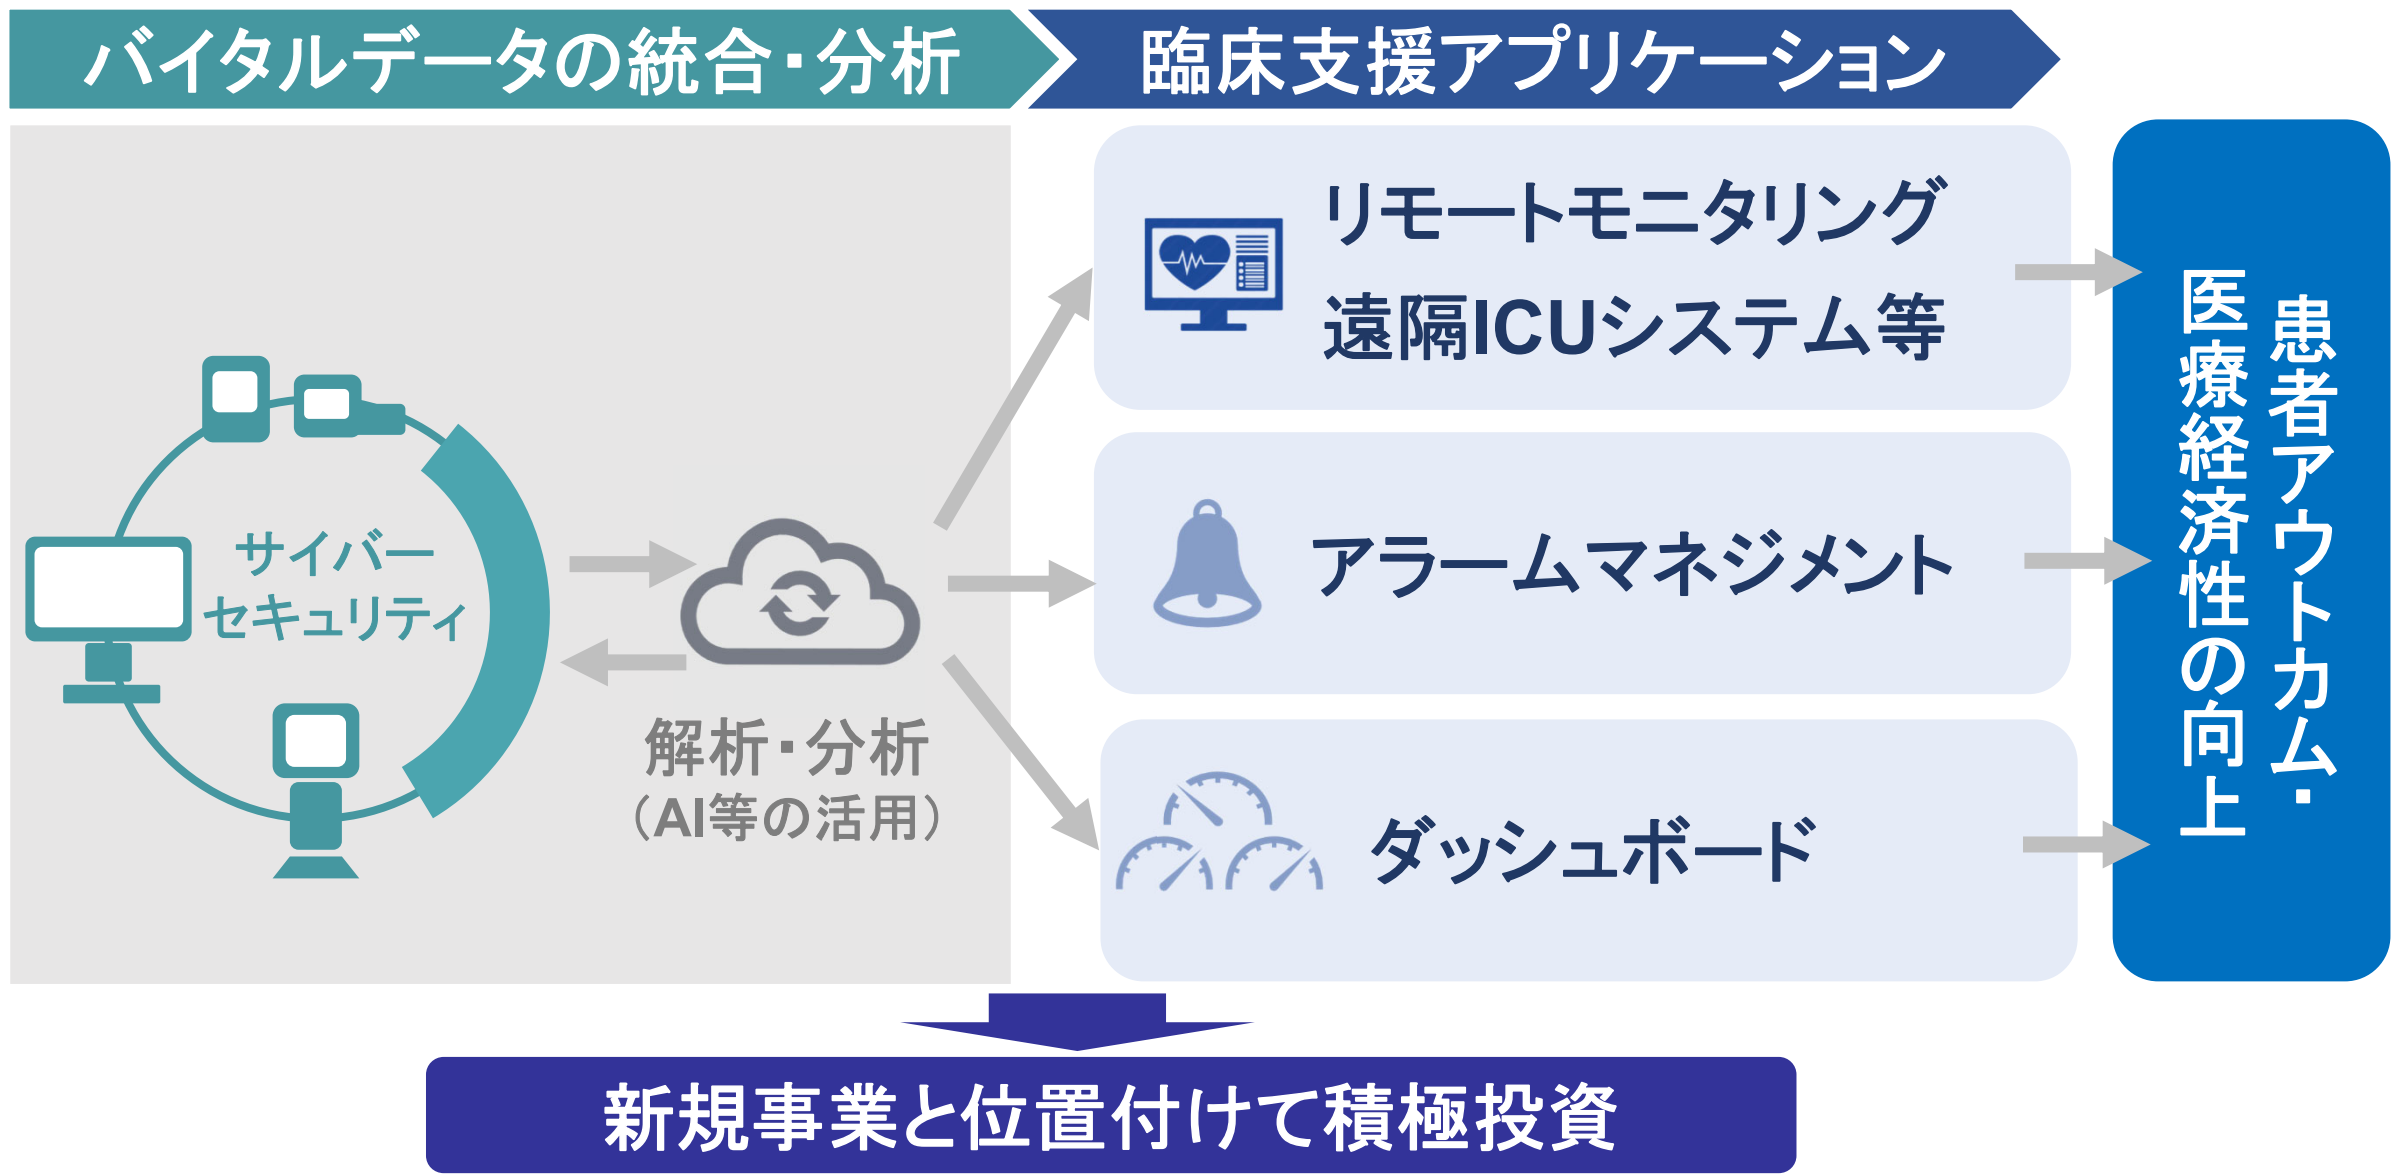 バイタルデータの統合・分析
臨床支援アプリケーション
サイバー
セキュリティ
解析・分析
（AI等の活用）
リモートモニタリング
遠隔ICUシステム等
アラームマネジメント
ダッシュボード
患者アウトカム・
医療経済性の向上
新規事業と位置付けて積極投資